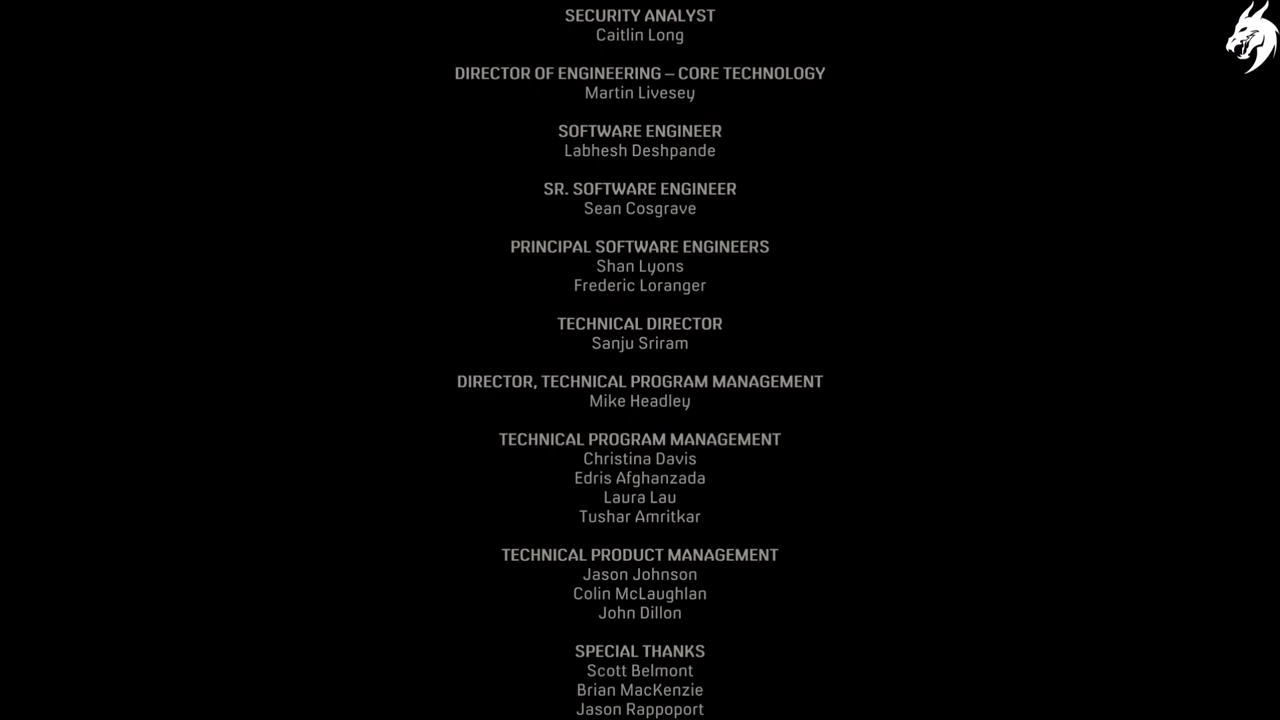 SECURITY ANALYST
Caitlin Long
DIRECTOR OF ENGINEERING – CORE TECHNOLOGY
Martin Livesey
SOFTWARE ENGINEER
Labhesh Deshpande
SR. SOFTWARE ENGINEER
Sean Cosgrave
PRINCIPAL SOFTWARE ENGINEERS
Shan Lyons
Frederic Loranger
TECHNICAL DIRECTOR
Sanju Sriram
DIRECTOR, TECHNICAL PROGRAM MANAGEMENT
Mike Headley
TECHNICAL PROGRAM MANAGEMENT
Christina Davis
Edris Afghanzada
Laura Lau
Tushar Amritkar
TECHNICAL PRODUCT MANAGEMENT
Jason Johnson
Colin McLaughlan
John Dillon
SPECIAL THANKS
Scott Belmont
Brian MacKenzie
Jason Rappoport